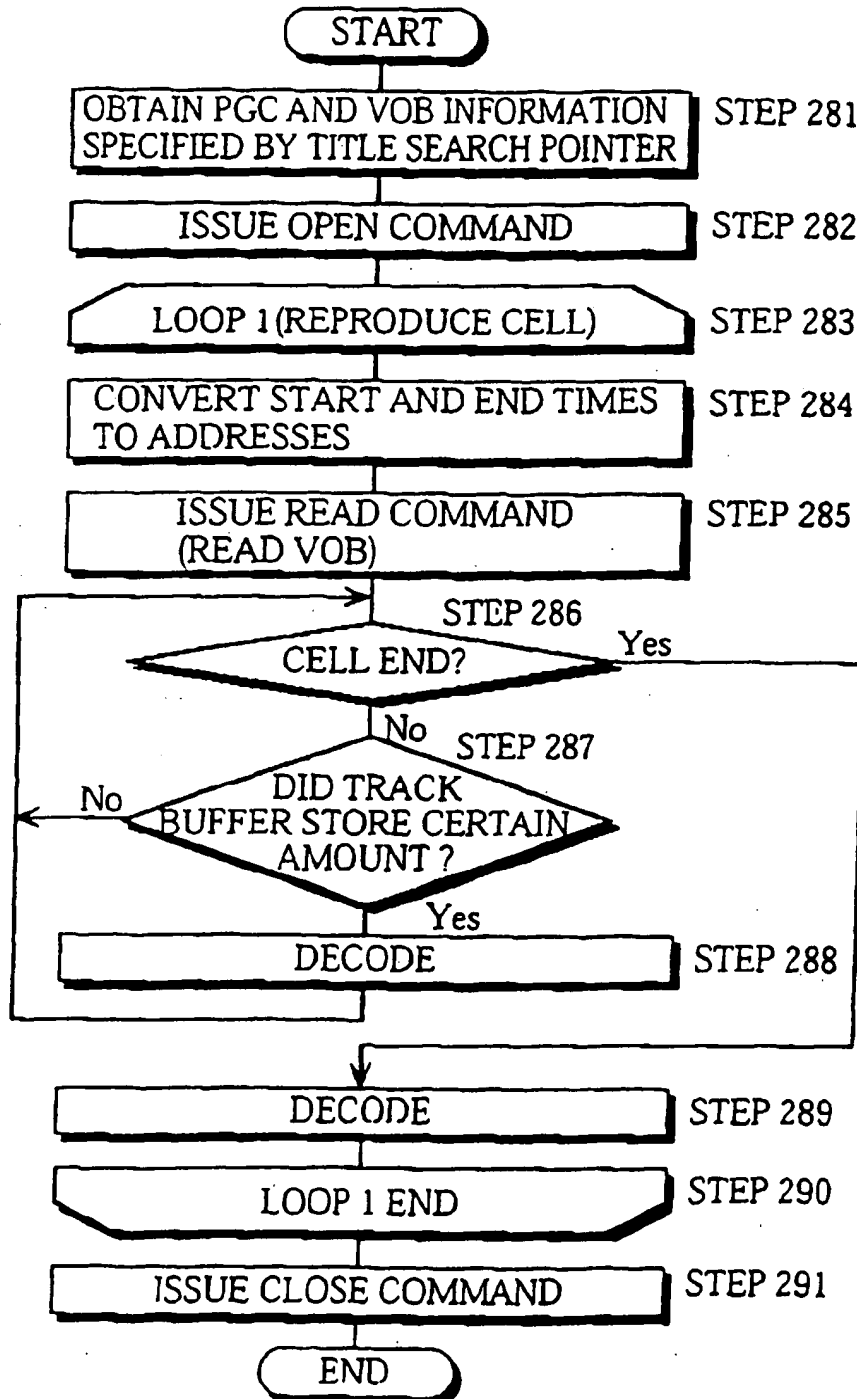 START
OBTAIN PGC AND VOB INFORMATION
SPECIFIED BY TITLE SEARCH POINTER
STEP 281
ISSUE OPEN COMMAND
STEP 282
LOOP 1(REPRODUCE CELL)
STEP 283
CONVERT START AND END TIMES
TO ADDRESSES
STEP 284
ISSUE READ COMMAND
(READ VOB)
STEP 285
STEP 286
CELL END?
Yes
No
STEP 287
DID TRACK
BUFFER STORE CERTAIN
AMOUNT ?
No
Yes
DECODE
STEP 288
DECODE
STEP 289
LOOP 1 END
STEP 290
ISSUE CLOSE COMMAND
STEP 291
END